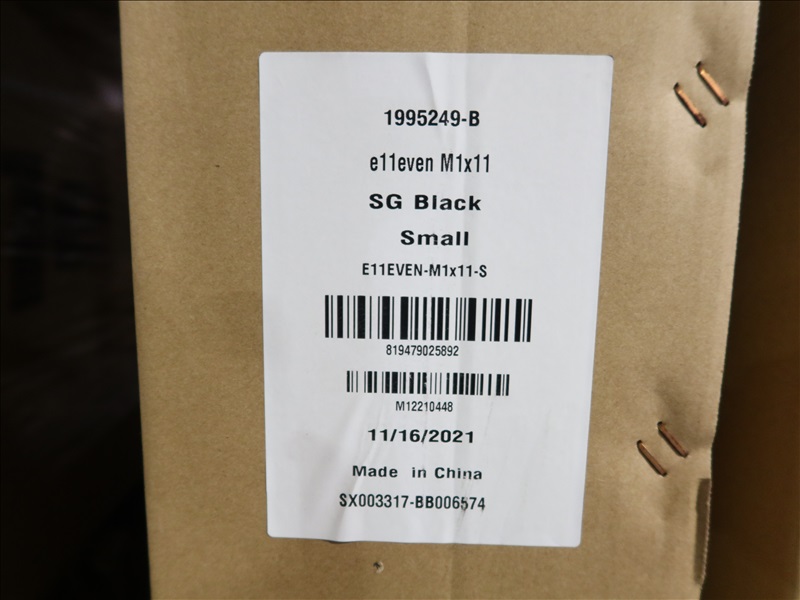 1995249-B
e11even M1x11
SG Black
Small
E11EVEN-M1x11-S
819479025892
M12210448
11/16/2021
Made in China
SX003317-BB006574